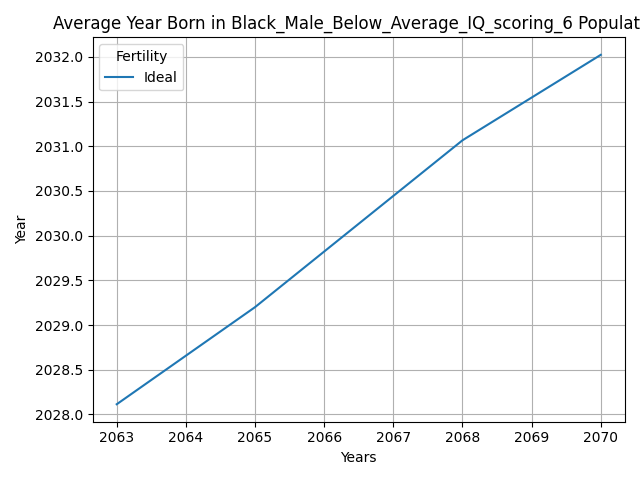 Average Year Born in Black_Male_Below_Average_IQ_scoring_6 Populat
Fertility
Ideal
2032.0
2031.5
2031.0
2030.5
2030.0
2029.5
2029.0
2028.5
2028.0
Year
2063 2064 2065 2066 2067 2068 2069 2070
Years